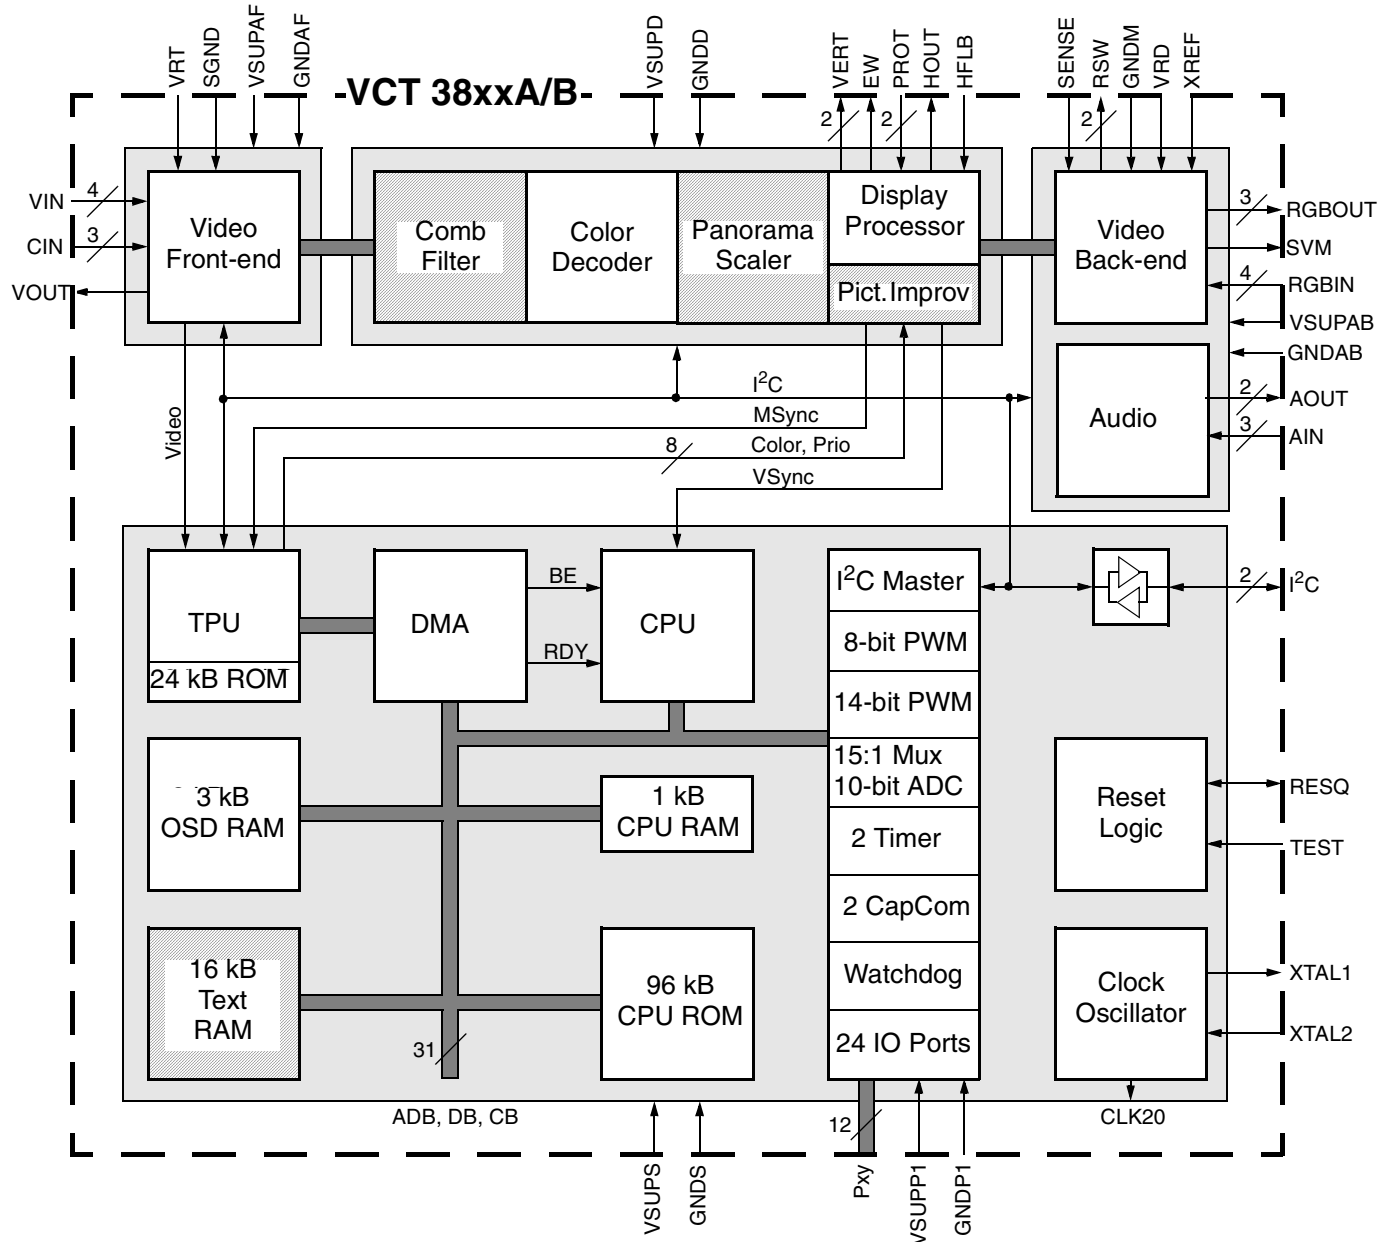 VRT
SGND
VSUPAF
GNDAF
VSUPD
GNDD
VERT
EW
PROT
HOUT
HFLB
SENSE
RSW
GNDM
VRD
XREF
VCT 38xxA/B
2
2
2
VIN
4
CIN
3
VOUT
Video
Front-end
Comb
Filter
Color
Decoder
Panorama
Scaler
Display
Processor
Pict.Improv
Video
Back-end
3
RGBOUT
SVM
4
RGBIN
VSUPAB
GNDAB
Audio
2
AOUT
3
AIN
I²C
MSync
8
Color, Prio
VSync
Video
TPU
24 kB ROM
DMA
BE
RDY
CPU
I²C Master
8-bit PWM
14-bit PWM
15:1 Mux
10-bit ADC
2 Timer
2 CapCom
Watchdog
24 IO Ports
2
I²C
3 kB
OSD RAM
1 kB
CPU RAM
Reset
Logic
RESQ
TEST
16 kB
Text
RAM
96 kB
CPU ROM
Clock
Oscillator
XTAL1
XTAL2
31
ADB, DB, CB
12
CLK20
VSUPS
GNDS
Pxy
VSUPP1
GNDP1